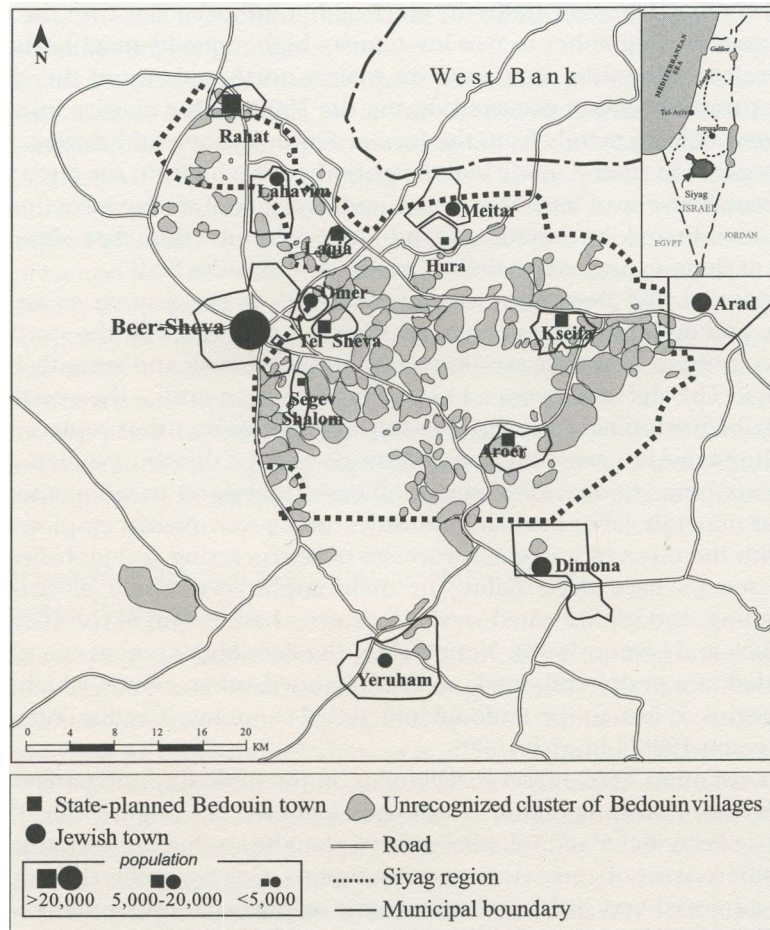 N
West Bank
MEDITERRANEAN
SEA
Galilee
Triangle
Tel-Aviv
Jerusalem
Siyag
ISRAEL
EGYPT
JORDAN
Rahat
Lahavim
Laqia
Meitar
Hura
Omer
Beer-Sheva
Tel Sheva
Kseifa
Arad
Segev
Shalom
Aroer
Dimona
Yeruham
0 4 8 12 16 20
KM
State-planned Bedouin town
Unrecognized cluster of Bedouin villages
Jewish town
Road
population
>20,000 5,000-20,000 <5,000
Siyag region
Municipal boundary